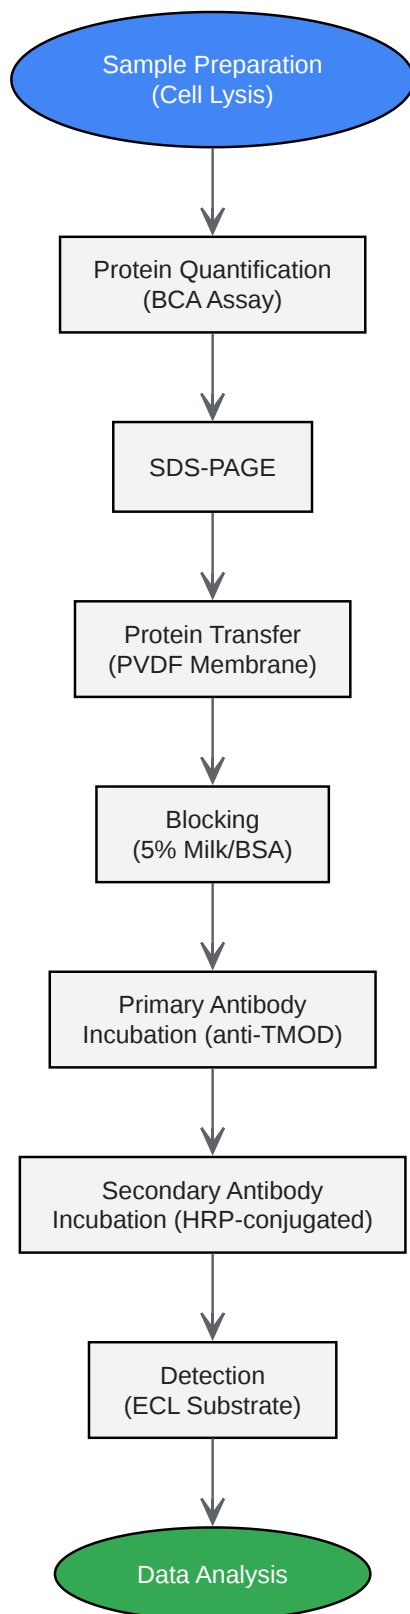 Sample Preparation
(Cell Lysis)
Protein Quantification
(BCA Assay)
SDS-PAGE
Protein Transfer
(PVDF Membrane)
Blocking
(5% Milk/BSA)
Primary Antibody
Incubation (anti-TMOD)
Secondary Antibody
Incubation (HRP-conjugated)
Detection
(ECL Substrate)
Data Analysis